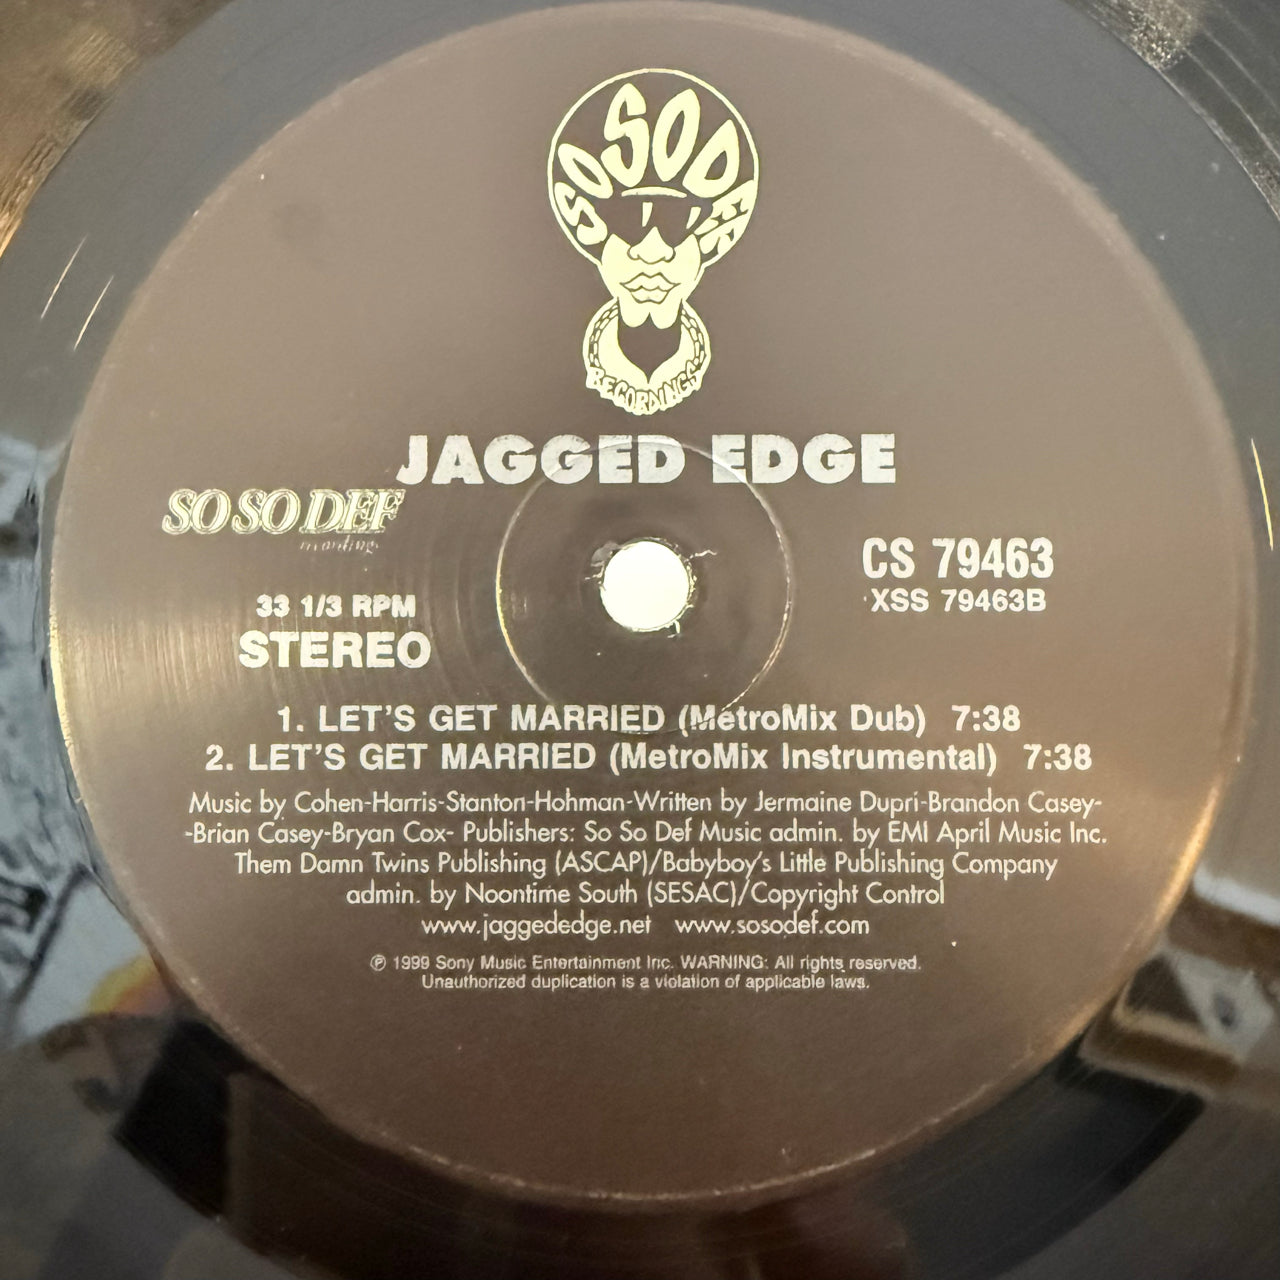 SO SO DEF
RECORDINGS
JAGGED EDGE
SO SO DEF
recordings
33 1/3 RPM
STEREO
CS 79463
XSS 79463B
1. LET'S GET MARRIED (MetroMix Dub) 7:38
2. LET'S GET MARRIED (MetroMix Instrumental) 7:38
Music by Cohen-Harris-Stanton-Hohman-Written by Jermaine Dupri-Brandon Casey-
-Brian Casey-Bryan Cox- Publishers: So So Def Music admin. by EMI April Music Inc.
Them Damn Twins Publishing (ASCAP)/Babyboy's Little Publishing Company
admin. by Noontime South (SESAC)/Copyright Control
www.jaggededge.net www.sosodef.com
℗ 1999 Sony Music Entertainment Inc. WARNING: All rights reserved.
Unauthorized duplication is a violation of applicable laws.